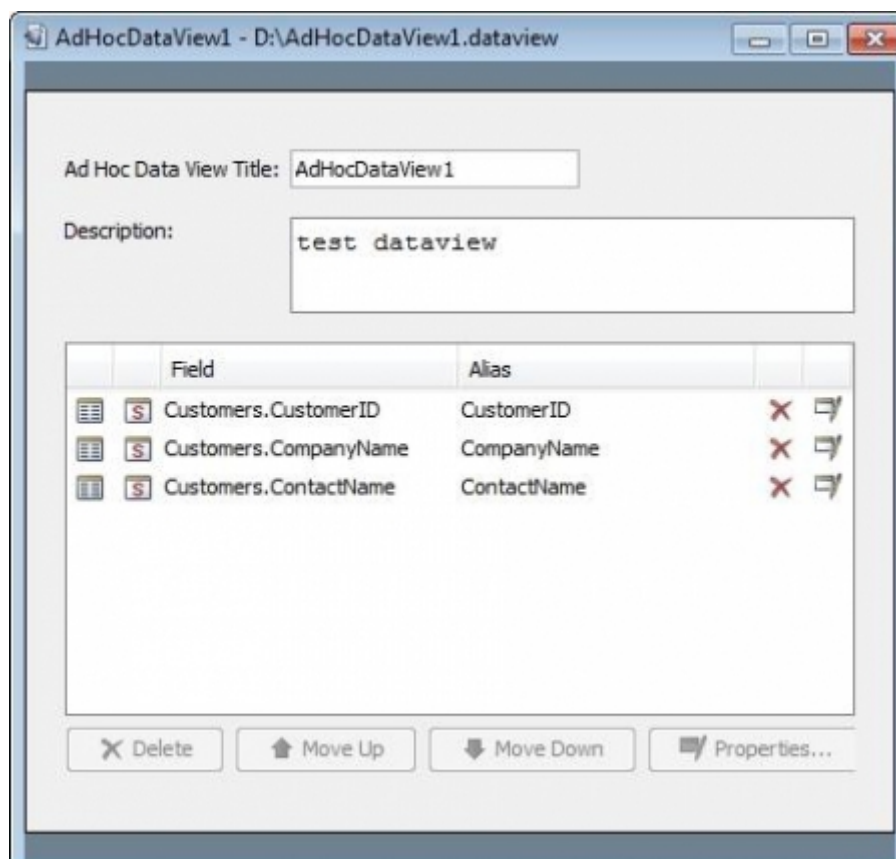 AdHocDataView1 - D:\AdHocDataView1.dataview
Ad Hoc Data View Title: AdHocDataView1
Description: test dataview
Field Alias
S Customers.CustomerID CustomerID
S Customers.CompanyName CompanyName
S Customers.ContactName ContactName
Delete Move Up Move Down Properties...